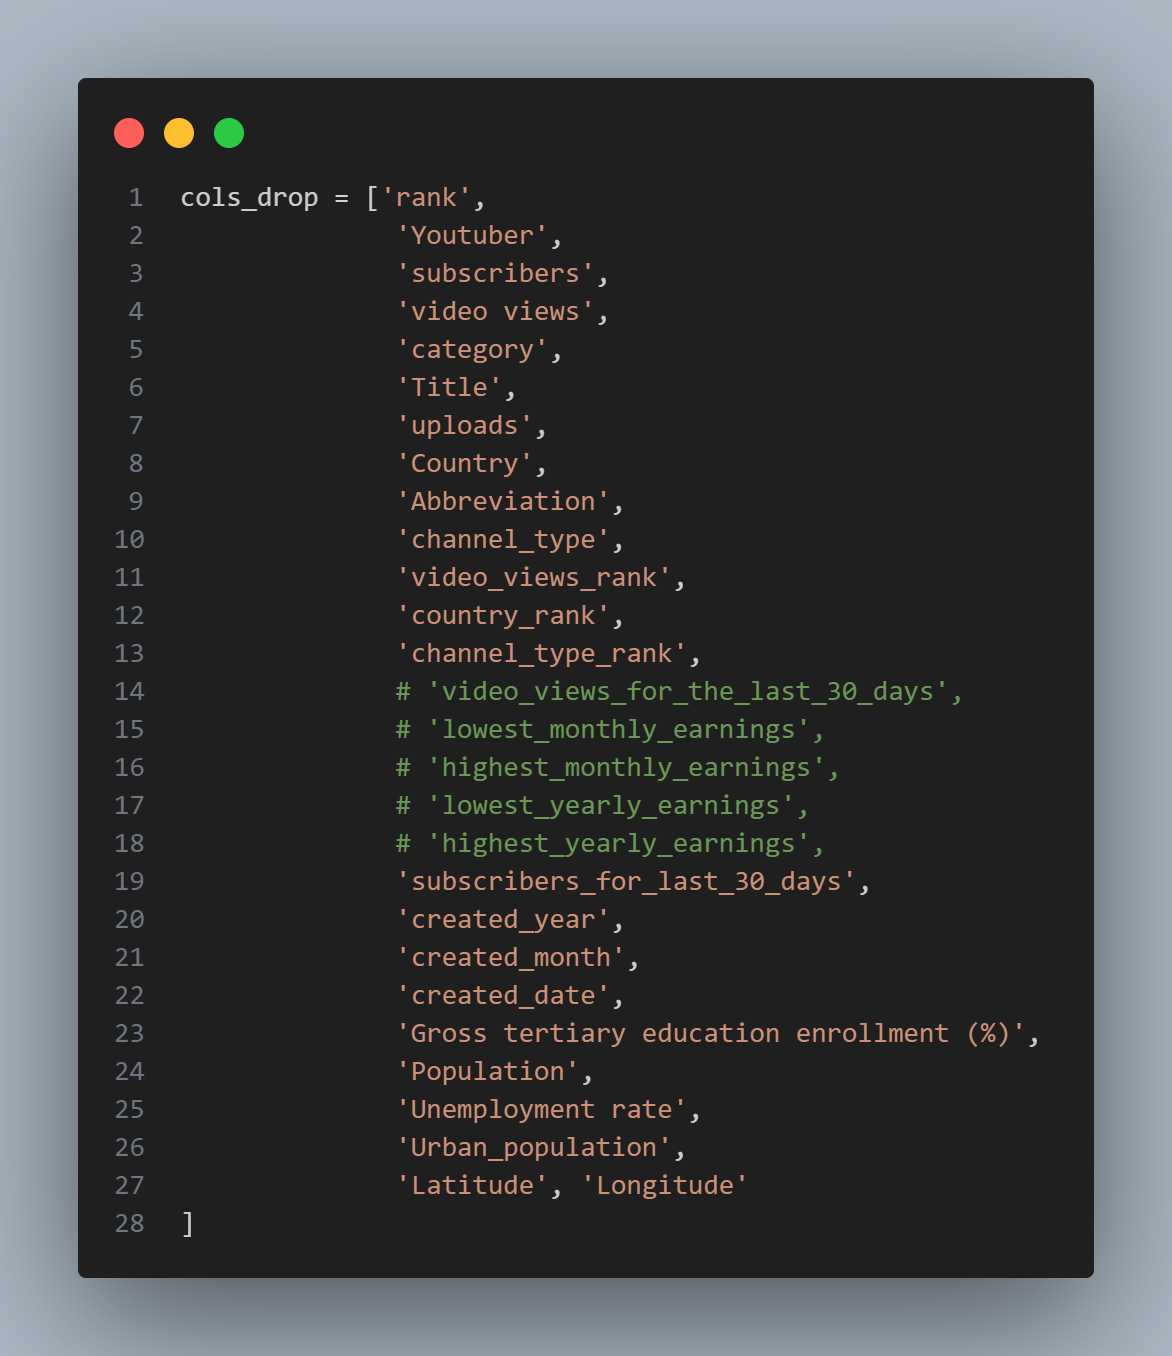 1 cols_drop = ['rank',
2 'Youtuber',
3 'subscribers',
4 'video views',
5 'category',
6 'Title',
7 'uploads',
8 'Country',
9 'Abbreviation',
10 'channel_type',
11 'video_views_rank',
12 'country_rank',
13 'channel_type_rank',
14 # 'video_views_for_the_last_30_days',
15 # 'lowest_monthly_earnings',
16 # 'highest_monthly_earnings',
17 # 'lowest_yearly_earnings',
18 # 'highest_yearly_earnings',
19 'subscribers_for_last_30_days',
20 'created_year',
21 'created_month',
22 'created_date',
23 'Gross tertiary education enrollment (%)',
24 'Population',
25 'Unemployment rate',
26 'Urban_population',
27 'Latitude', 'Longitude'
28 ]